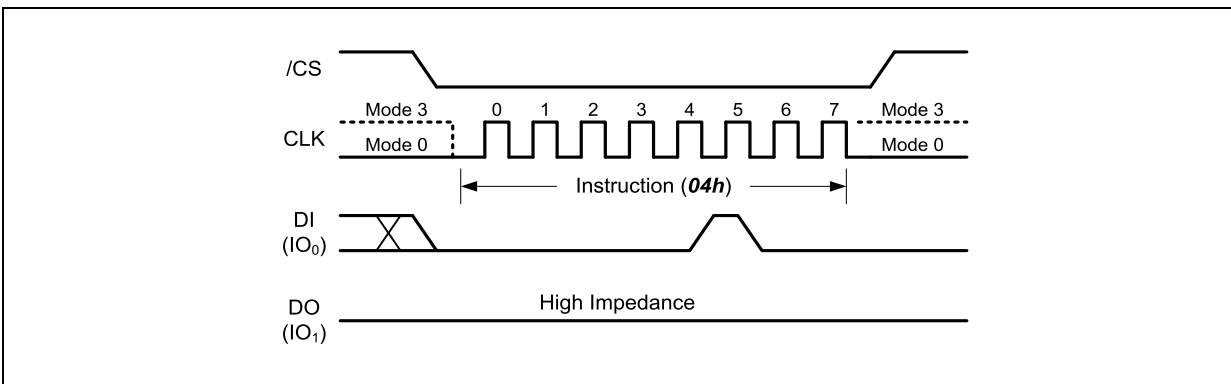 /CS
Mode 3 0 1 2 3 4 5 6 7 Mode 3
CLK
Mode 0 Mode 0
Instruction (04h)
DI
(IO₀)
High Impedance
DO
(IO₁)